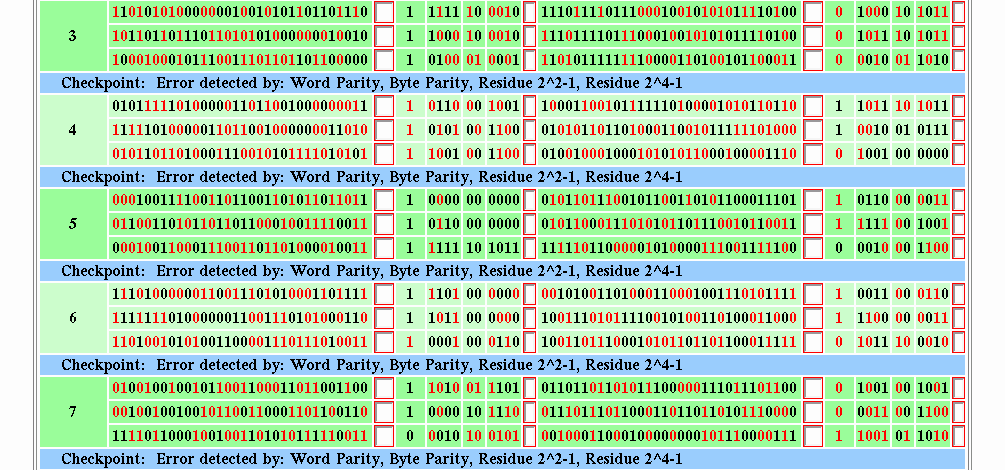 3
11010101000000010010101101101110 1 1111 10 0010 11101111011100010010101011110100 0 1000 10 1011
10110110111011010101000000010010 1 1000 10 0010 11101111011100010010101011110100 0 1011 10 1011
10001000101110011101101101100000 1 0100 01 0001 11010111111110000110100101100011 0 0010 01 1010
Checkpoint: Error detected by: Word Parity, Byte Parity, Residue 2^2-1, Residue 2^4-1
4
01011111010000011011001000000011 1 0110 00 1001 10001100101111110100001010110110 1 1011 10 1011
11111010000011011001000000011010 1 0101 00 1100 01010110110100011001011111101000 1 0010 01 0111
01011011010001110010101111010101 1 1001 00 1100 01001000100010101011000100001110 0 1001 00 0000
Checkpoint: Error detected by: Word Parity, Byte Parity, Residue 2^2-1, Residue 2^4-1
5
00010011110011011001101011011011 1 0000 00 0000 01011011100101100110101100011101 1 0110 00 0011
01100110101101101100010011110011 1 0110 00 0000 01011000111010101101110010110011 1 1111 00 1001
00010011000111001101101000010011 1 1111 10 1011 11111011000001010000111001111100 0 0010 00 1100
Checkpoint: Error detected by: Word Parity, Byte Parity, Residue 2^2-1, Residue 2^4-1
6
11101000000110011101010001101111 1 1101 00 0000 00101001101000110001001110101111 1 0011 00 0110
11111110100000011001110101000110 1 1011 00 0000 10011101011110010100110100011000 1 1100 00 0011
11010010101001100001110111010011 1 0001 00 0110 10011011100010101101101100011111 0 1011 10 0010
Checkpoint: Error detected by: Word Parity, Byte Parity, Residue 2^2-1, Residue 2^4-1
7
01001001001011001100011011001100 1 1010 01 1101 01101101101011100000111011101100 0 1001 00 1001
00100100100101100110001101100110 1 0000 10 1110 01110111011000110110110101110000 0 0011 00 1100
11110110001001001101010111110011 0 0010 10 0101 00100011000100000000101110000111 1 1001 01 1010
Checkpoint: Error detected by: Word Parity, Byte Parity, Residue 2^2-1, Residue 2^4-1